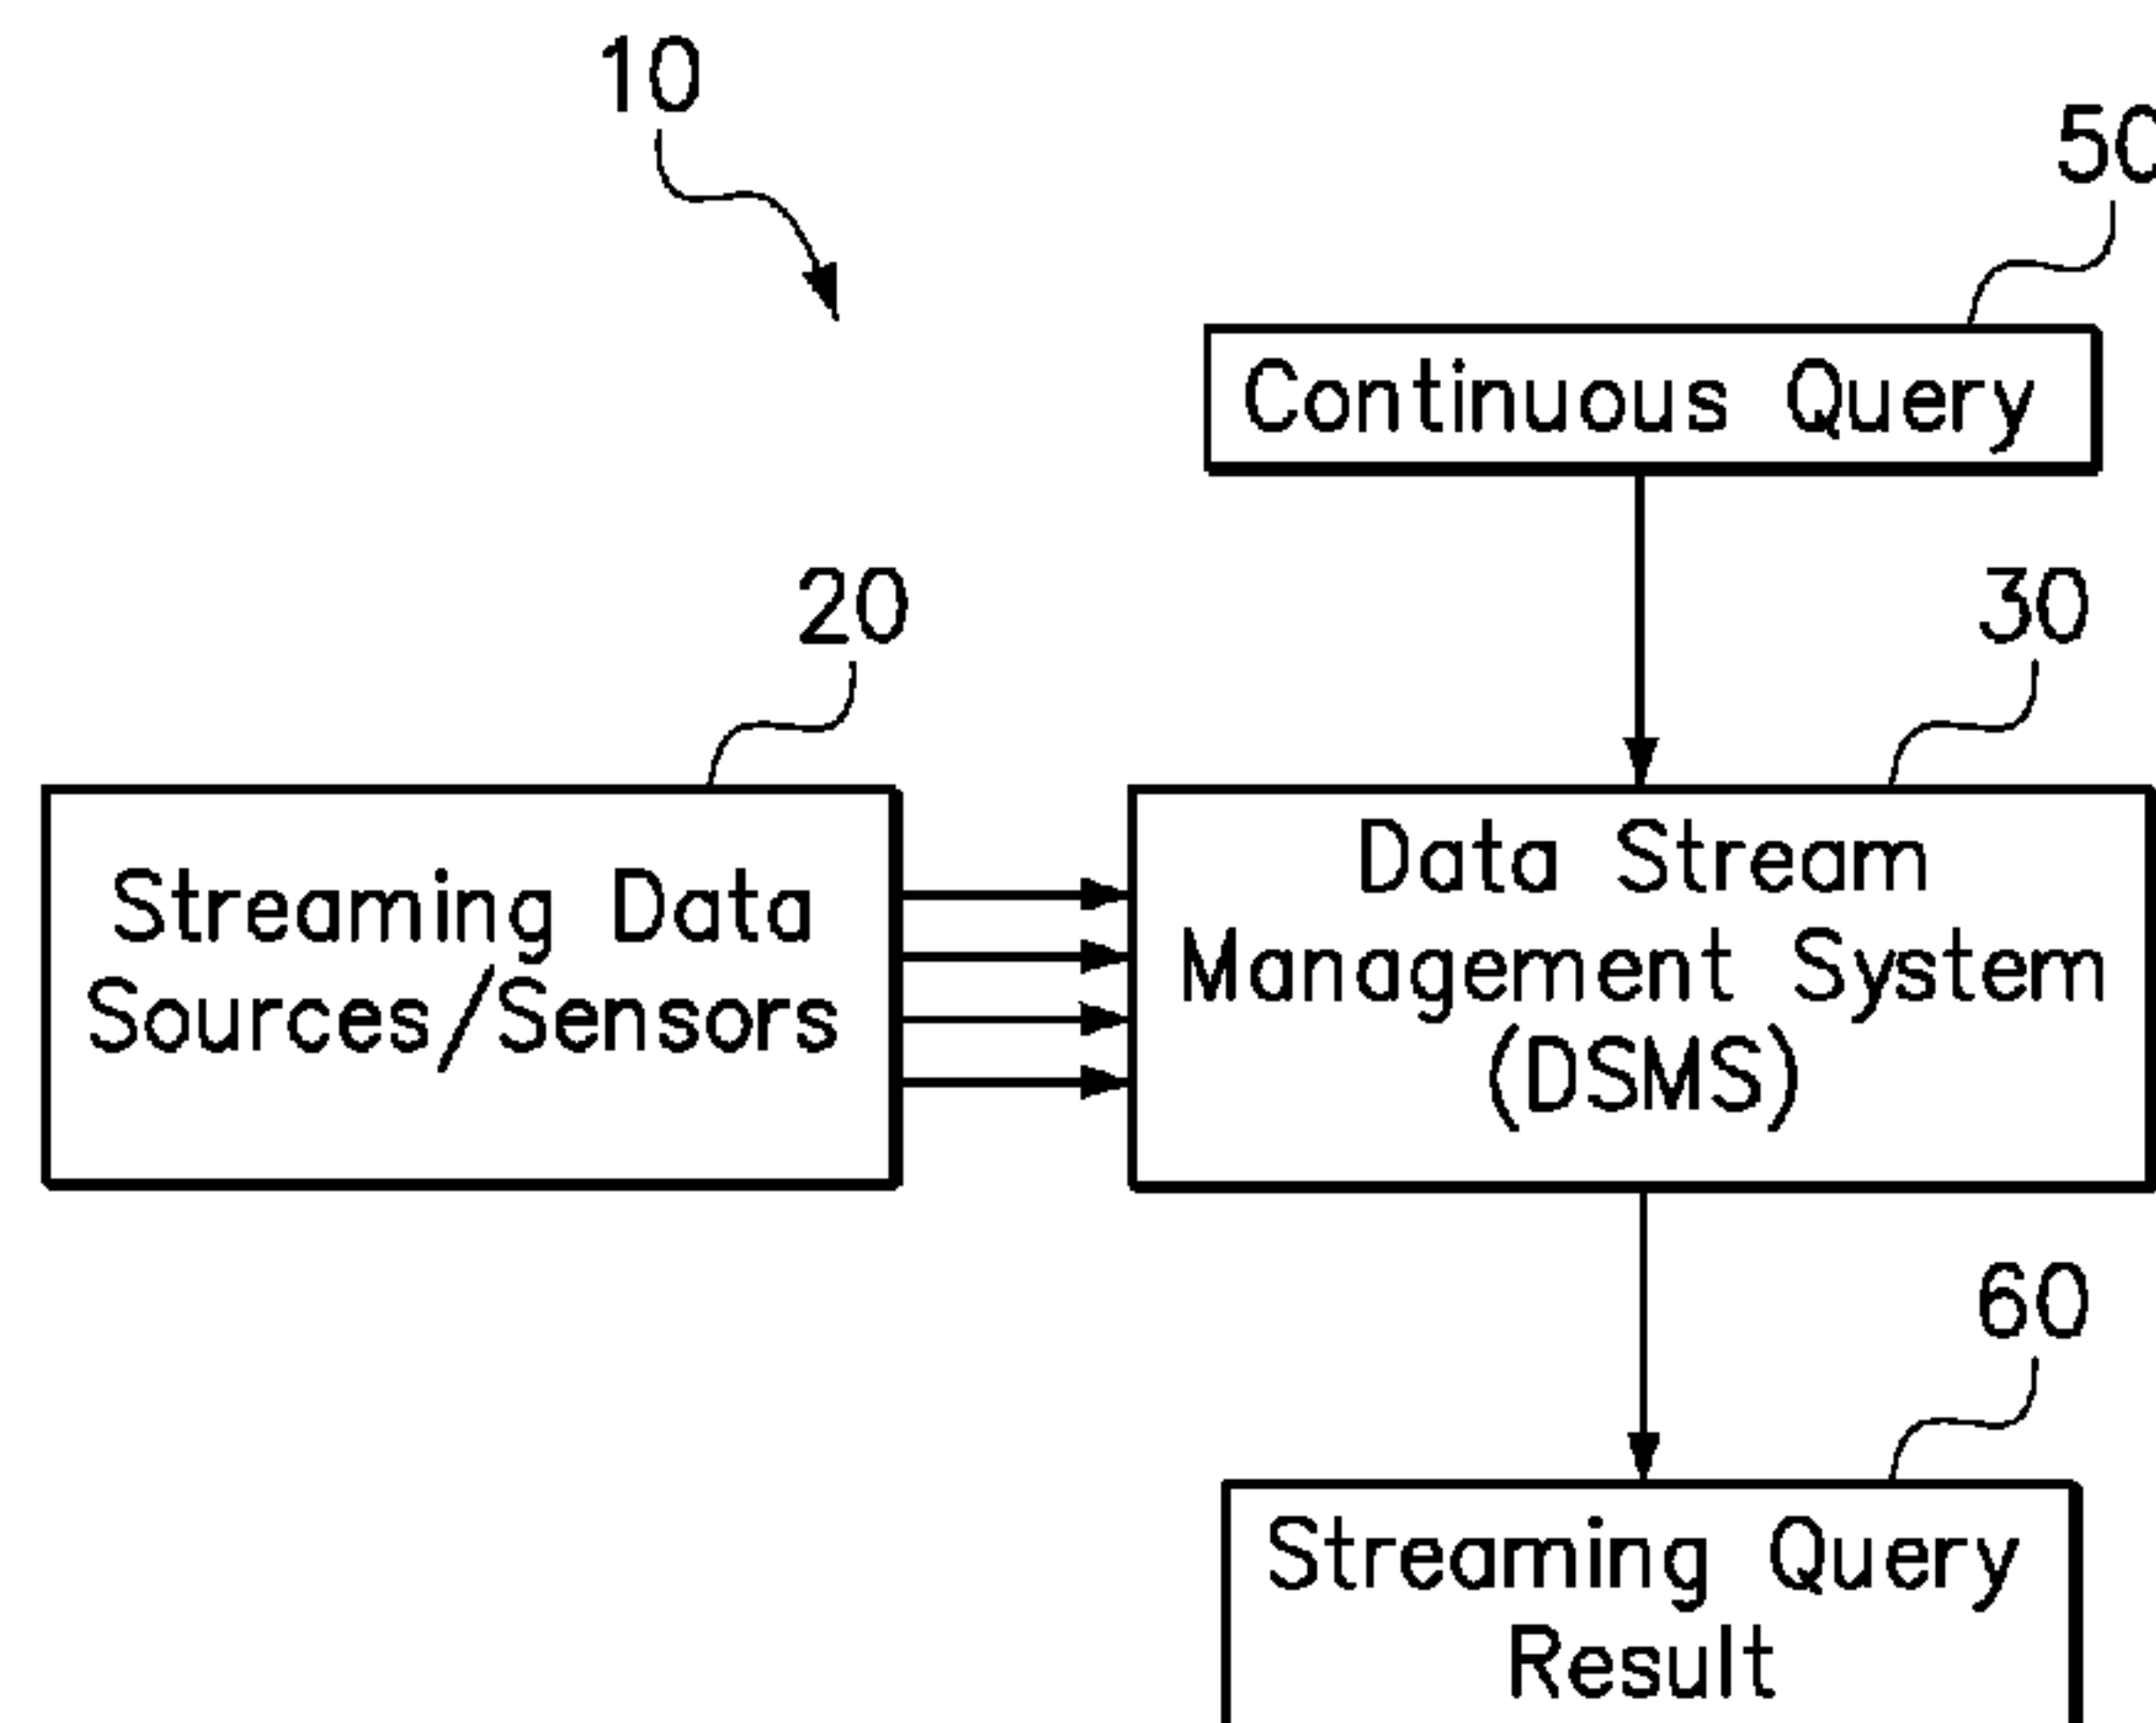 10
50
Continuous Query
20
30
Streaming Data
Sources/Sensors
Data Stream
Management System
(DSMS)
60
Streaming Query
Result